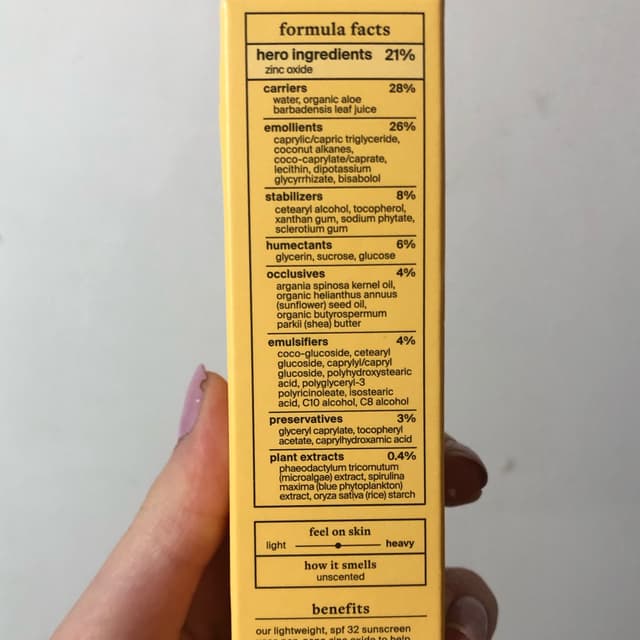 formula facts
hero ingredients 21%
zinc oxide
carriers 28%
water, organic aloe
barbadensis leaf juice
emollients 26%
caprylic/capric triglyceride,
coconut alkanes,
coco-caprylate/caprate,
lecithin, dipotassium
glycyrrhizate, bisabolol
stabilizers 8%
cetearyl alcohol, tocopherol,
xanthan gum, sodium phytate,
sclerotium gum
humectants 6%
glycerin, sucrose, glucose
occlusives 4%
argania spinosa kernel oil,
organic helianthus annuus
(sunflower) seed oil,
organic butyrospermum
parkii (shea) butter
emulsifiers 4%
coco-glucoside, cetearyl
glucoside, caprylyl/capryl
glucoside, polyhydroxystearic
acid, polyglyceryl-3
polyricinoleate, isostearic
acid, C10 alcohol, C8 alcohol
preservatives 3%
glyceryl caprylate, tocopheryl
acetate, caprylhydroxamic acid
plant extracts 0.4%
phaeodactylum tricornutum
(microalgae) extract, spirulina
maxima (blue phytoplankton)
extract, oryza sativa (rice) starch
feel on skin
light heavy
how it smells
unscented
benefits
our lightweight, spf 32 sunscreen
zinc oxide to help